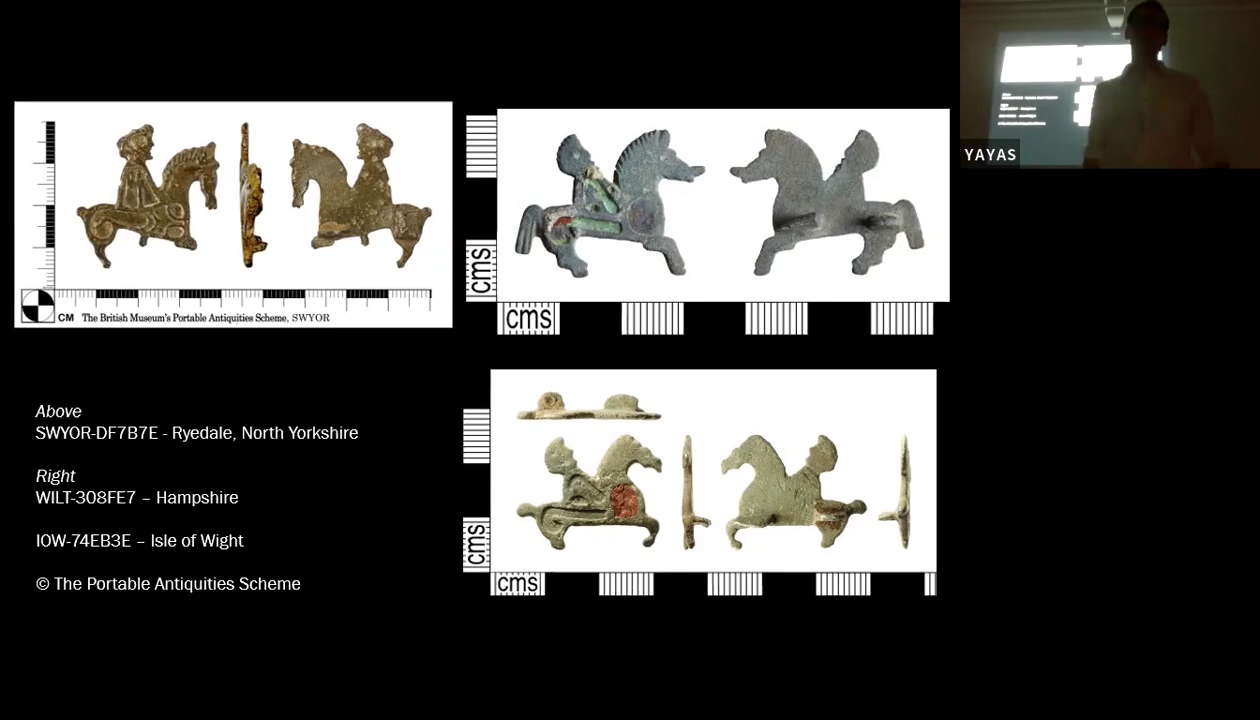 YAYAS
CM The British Museum's Portable Antiquities Scheme, SWYOR
cms
cms
Above
SWYOR-DF7B7E - Ryedale, North Yorkshire
Right
WILT-308FE7 – Hampshire
IOW-74EB3E – Isle of Wight
© The Portable Antiquities Scheme
cms
cms